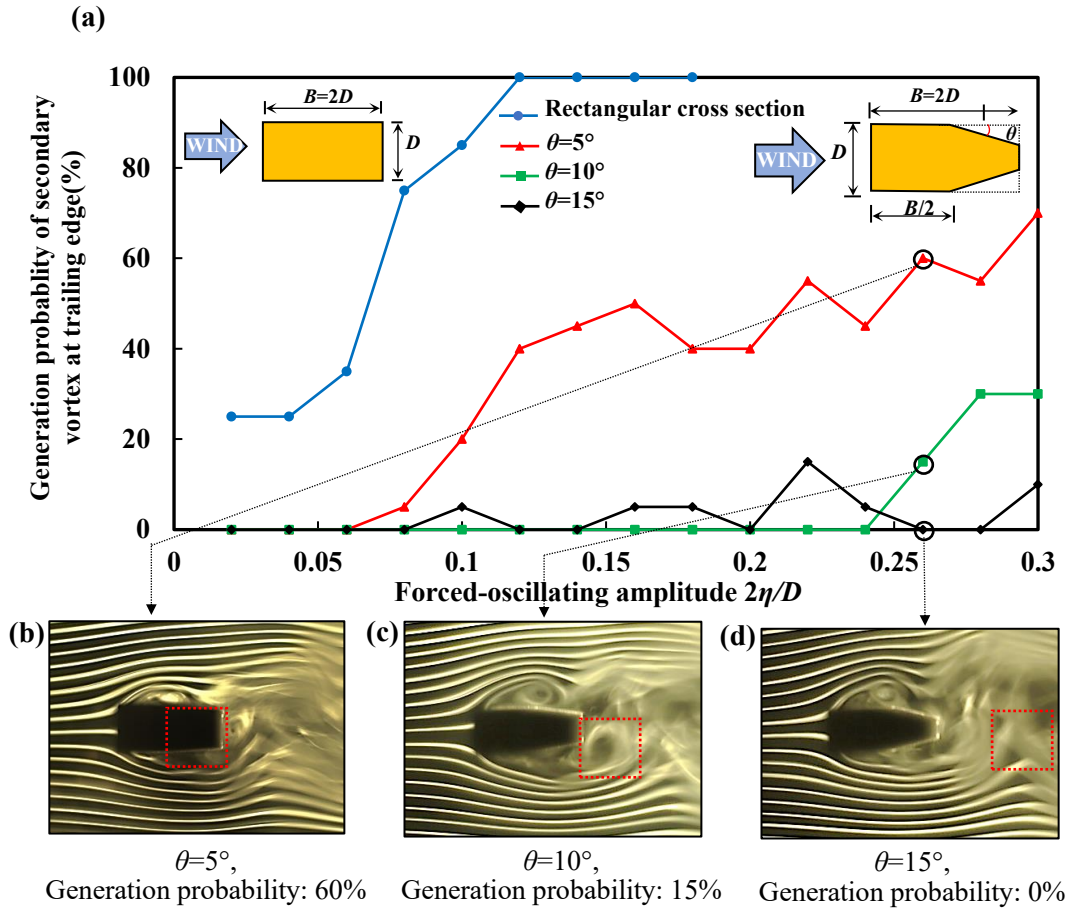 (a)
Generation probablity of secondary
vortex at trailing edge(%)
100
80
60
40
20
0
0
0.05
0.1
0.15
0.2
0.25
0.3
Forced-oscillating amplitude 2η/D
B=2D
D
WIND
Rectangular cross section
θ=5°
θ=10°
θ=15°
B=2D
θ
D
WIND
B/2
(b)
(c)
(d)
θ=5°,
Generation probability: 60%
θ=10°,
Generation probability: 15%
θ=15°,
Generation probability: 0%